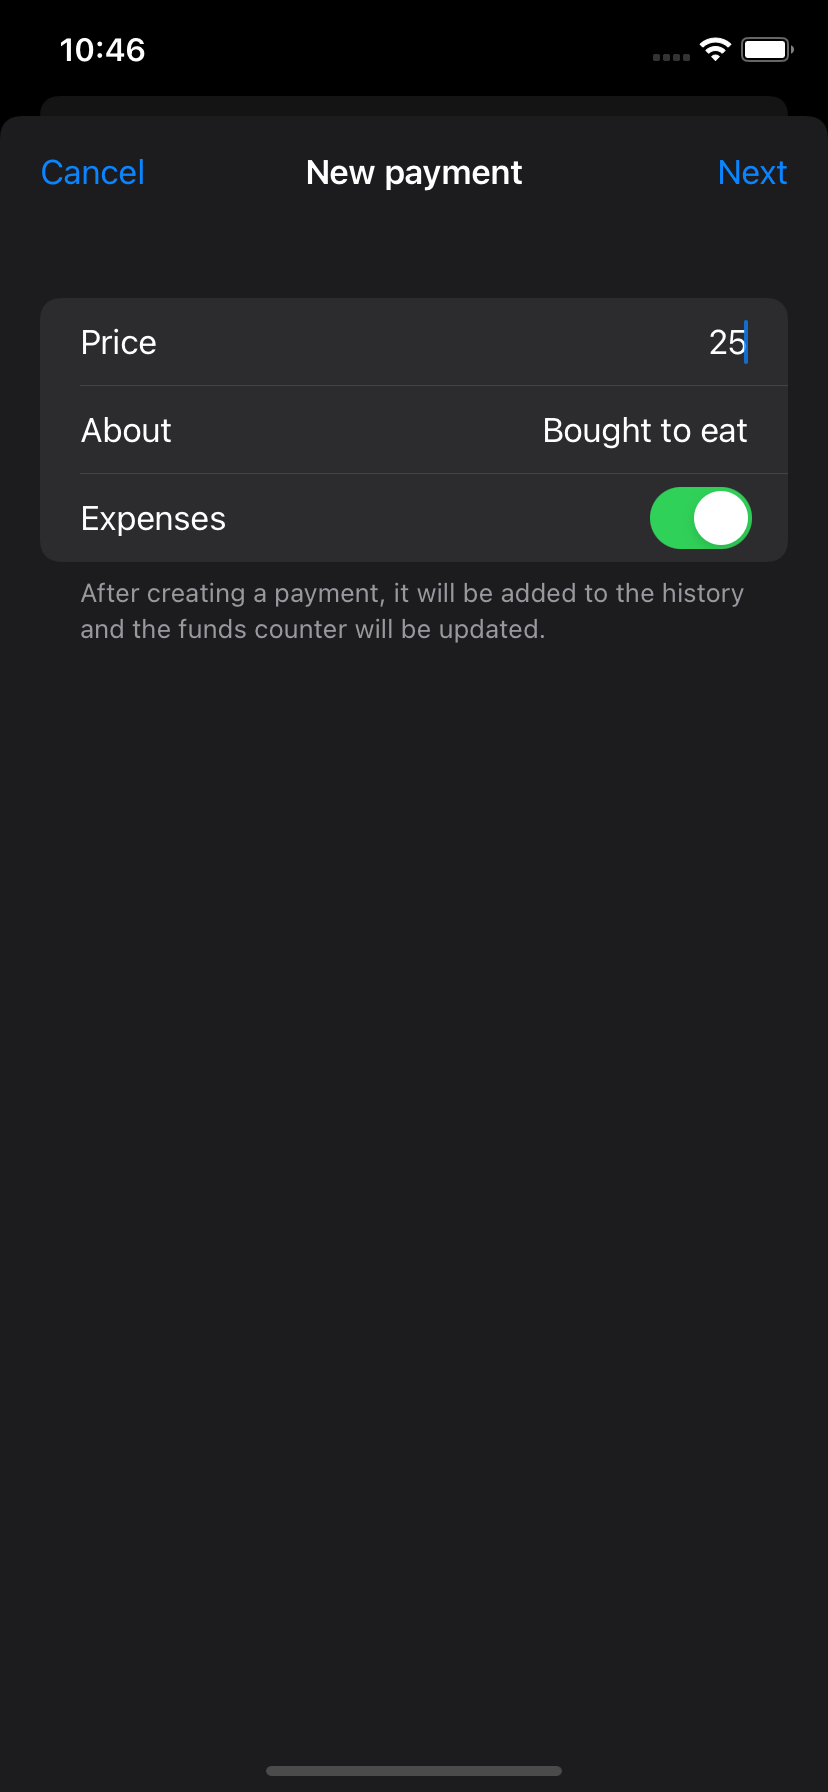 10:46
Cancel New payment Next
Price 25
About Bought to eat
Expenses
After creating a payment, it will be added to the history
and the funds counter will be updated.